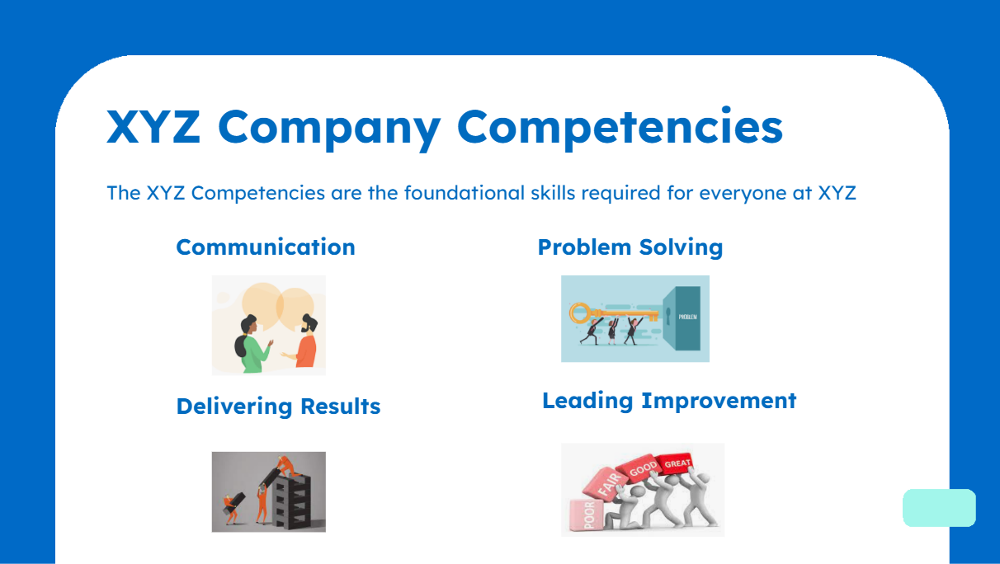 XYZ Company Competencies
The XYZ Competencies are the foundational skills required for everyone at XYZ
Communication
Problem Solving
PROBLEM
Delivering Results
Leading Improvement
POOR
FAIR
GOOD
GREAT